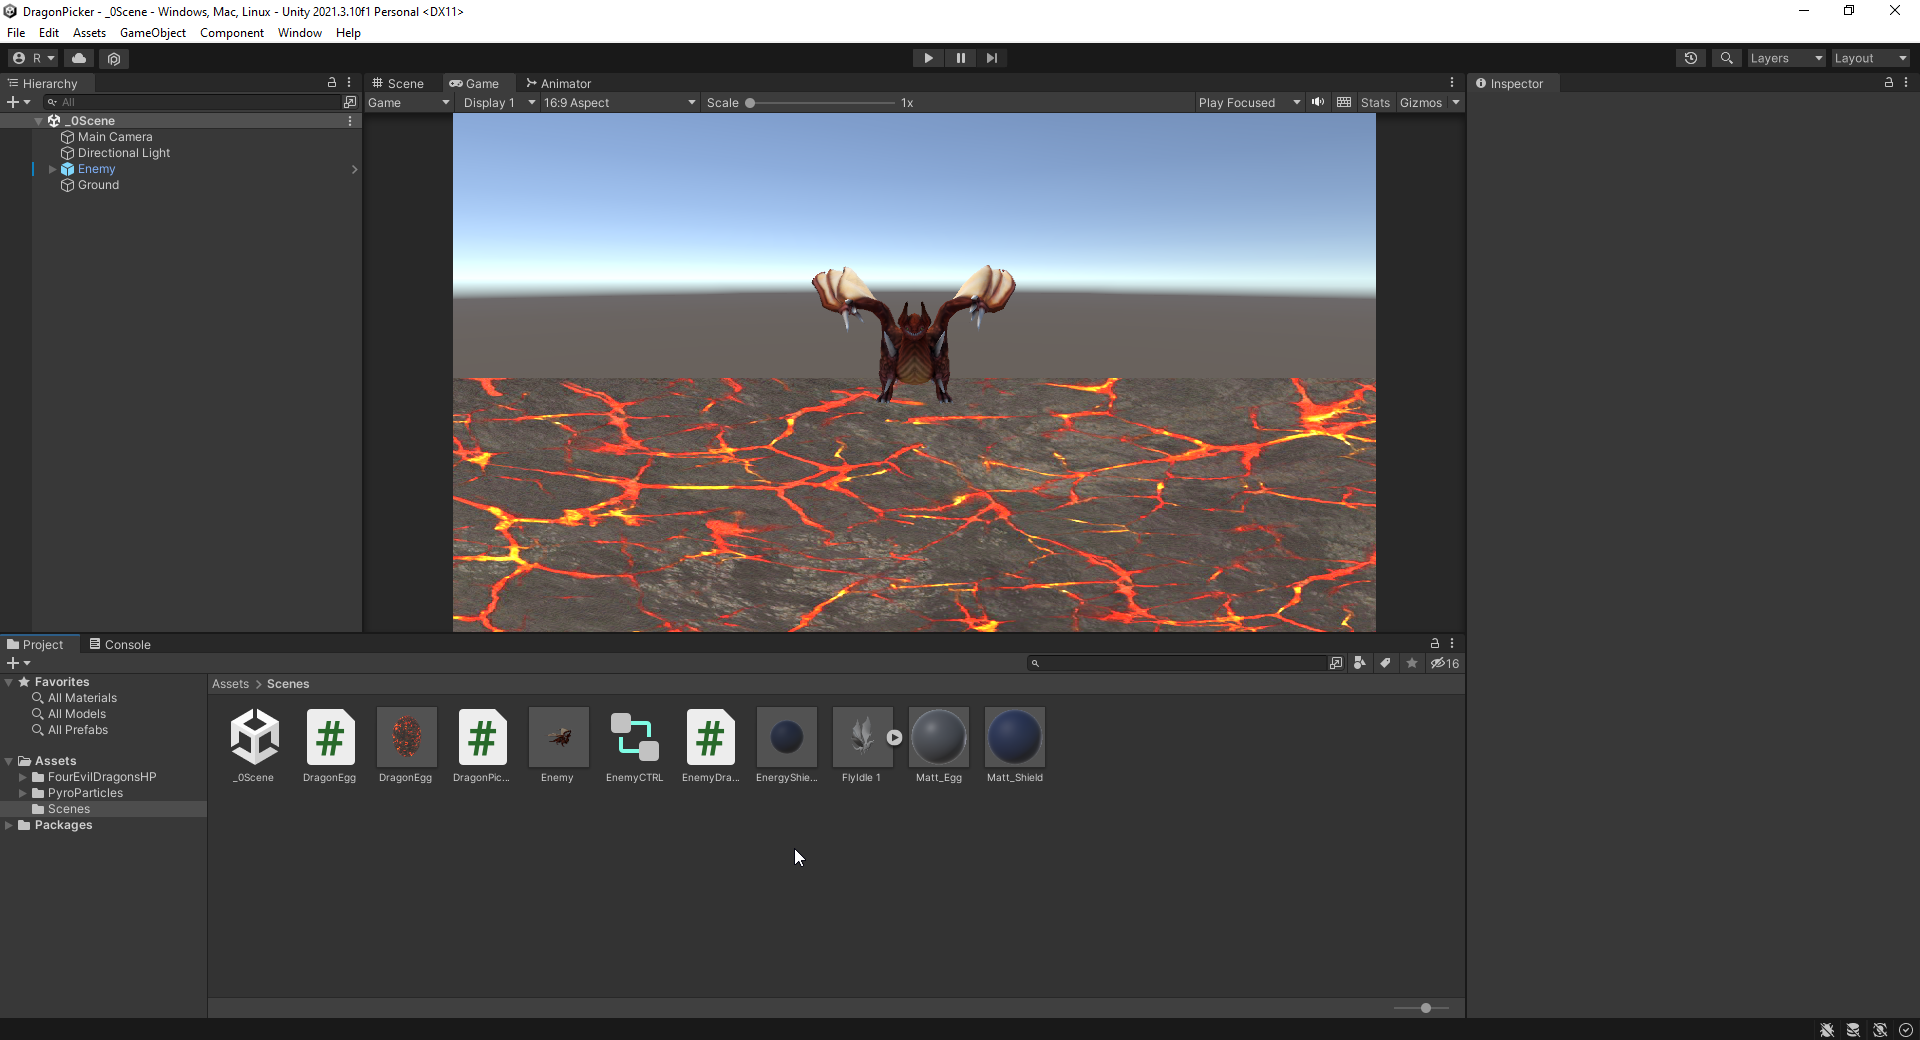 DragonPicker - _0Scene - Windows, Mac, Linux - Unity 2021.3.10f1 Personal <DX11>
File Edit Assets GameObject Component Window Help
R Layers Layout
Hierarchy Scene Game Animator Inspector
All Game Display 1 16:9 Aspect Scale 1x Play Focused Stats Gizmos
_0Scene
Main Camera
Directional Light
Enemy
Ground
Project Console
16
Favorites
All Materials
All Models
All Prefabs
Assets
FourEvilDragonsHP
PyroParticles
Scenes
Packages
Assets > Scenes
_0Scene DragonEgg DragonEgg DragonPic... Enemy EnemyCTRL EnemyDra... EnergyShie... FlyIdle 1 Matt_Egg Matt_Shield